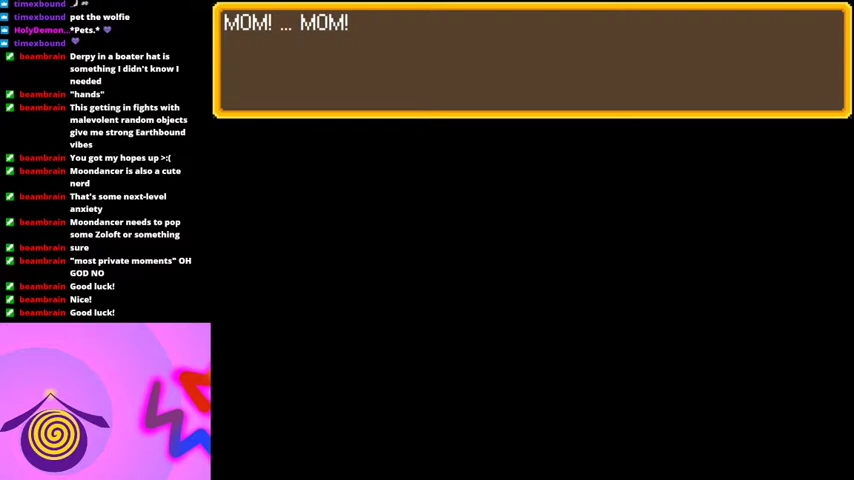 timexbound
timexbound pet the wolfie
HolyDemon... *Pets.*
timexbound
beambrain Derpy in a boater hat is
something I didn't know I
needed
beambrain "hands"
beambrain This getting in fights with
malevolent random objects
give me strong Earthbound
vibes
beambrain You got my hopes up >:(
beambrain Moondancer is also a cute
nerd
beambrain That's some next-level
anxiety
beambrain Moondancer needs to pop
some Zoloft or something
beambrain sure
beambrain "most private moments" OH
GOD NO
beambrain Good luck!
beambrain Nice!
beambrain Good luck!
MOM! ... MOM!